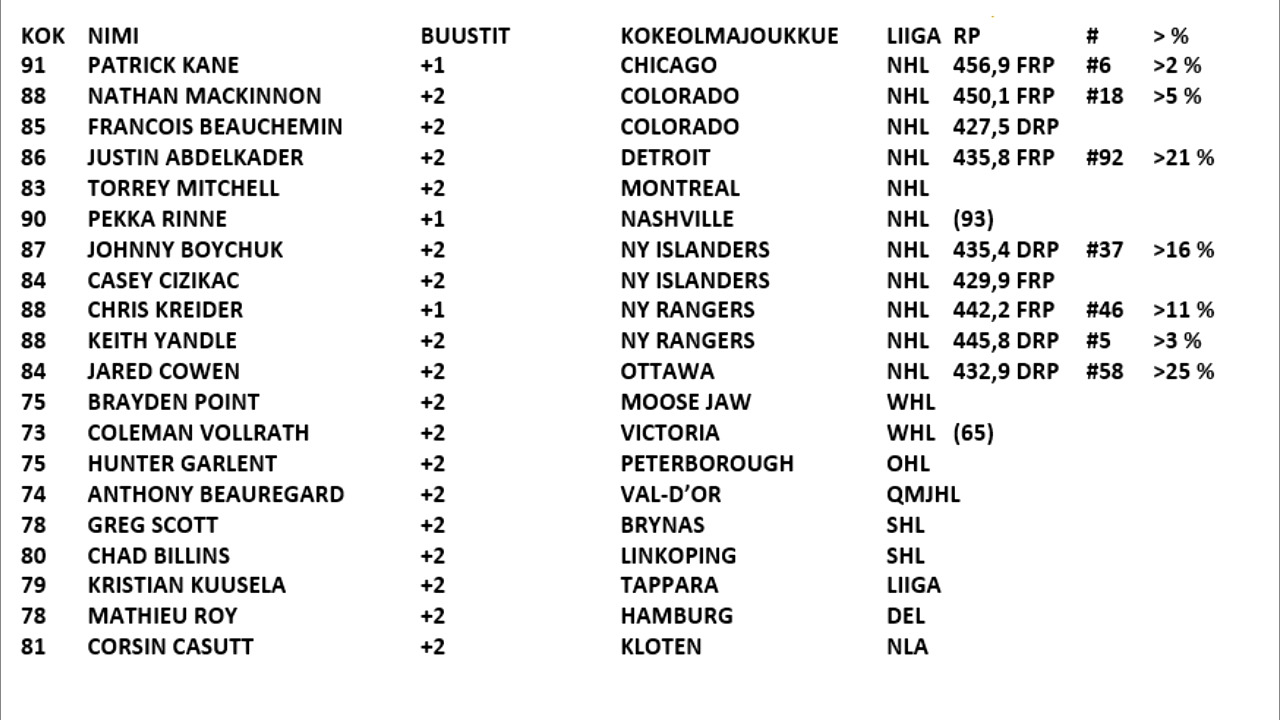 KOK NIMI BUUSTIT KOKEOLMAJOUKKUE LIIGA RP # > %
91 PATRICK KANE +1 CHICAGO NHL 456,9 FRP #6 >2 %
88 NATHAN MACKINNON +2 COLORADO NHL 450,1 FRP #18 >5 %
85 FRANCOIS BEAUCHEMIN +2 COLORADO NHL 427,5 DRP
86 JUSTIN ABDELKADER +2 DETROIT NHL 435,8 FRP #92 >21 %
83 TORREY MITCHELL +2 MONTREAL NHL
90 PEKKA RINNE +1 NASHVILLE NHL (93)
87 JOHNNY BOYCHUK +2 NY ISLANDERS NHL 435,4 DRP #37 >16 %
84 CASEY CIZIKAC +2 NY ISLANDERS NHL 429,9 FRP
88 CHRIS KREIDER +1 NY RANGERS NHL 442,2 FRP #46 >11 %
88 KEITH YANDLE +2 NY RANGERS NHL 445,8 DRP #5 >3 %
84 JARED COWEN +2 OTTAWA NHL 432,9 DRP #58 >25 %
75 BRAYDEN POINT +2 MOOSE JAW WHL
73 COLEMAN VOLLRATH +2 VICTORIA WHL (65)
75 HUNTER GARLENT +2 PETERBOROUGH OHL
74 ANTHONY BEAUREGARD +2 VAL-D’OR QMJHL
78 GREG SCOTT +2 BRYNAS SHL
80 CHAD BILLINS +2 LINKOPING SHL
79 KRISTIAN KUUSELA +2 TAPPARA LIIGA
78 MATHIEU ROY +2 HAMBURG DEL
81 CORSIN CASUTT +2 KLOTEN NLA